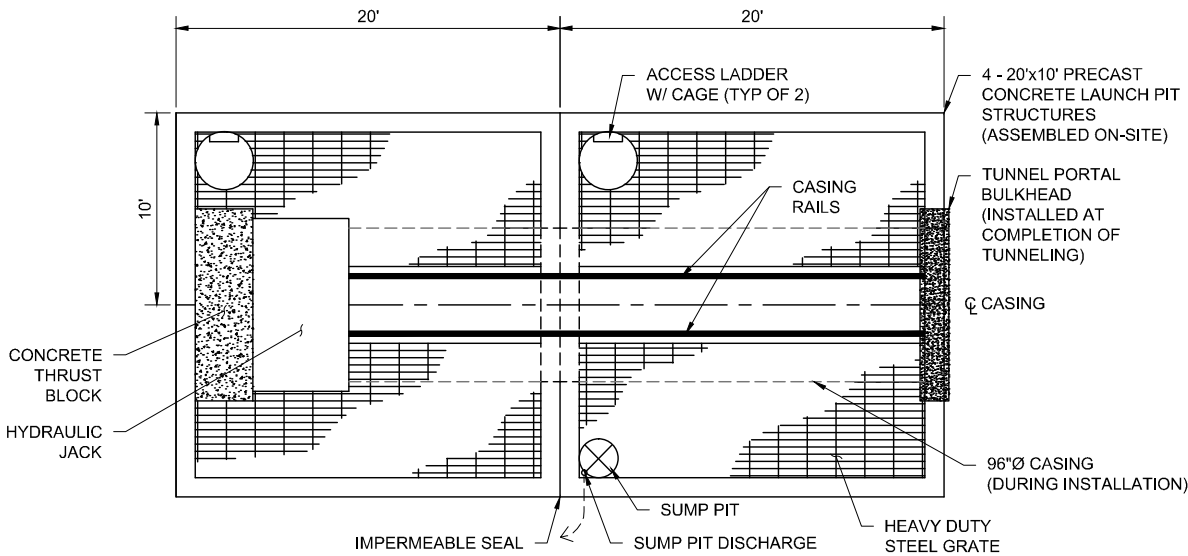 20'
20'
ACCESS LADDER
W/ CAGE (TYP OF 2)
4 - 20'x10' PRECAST
CONCRETE LAUNCH PIT
STRUCTURES
(ASSEMBLED ON-SITE)
TUNNEL PORTAL
BULKHEAD
(INSTALLED AT
COMPLETION OF
TUNNELING)
CASING
RAILS
10'
℄ CASING
CONCRETE
THRUST
BLOCK
HYDRAULIC
JACK
96"Ø CASING
(DURING INSTALLATION)
SUMP PIT
HEAVY DUTY
STEEL GRATE
IMPERMEABLE SEAL
SUMP PIT DISCHARGE